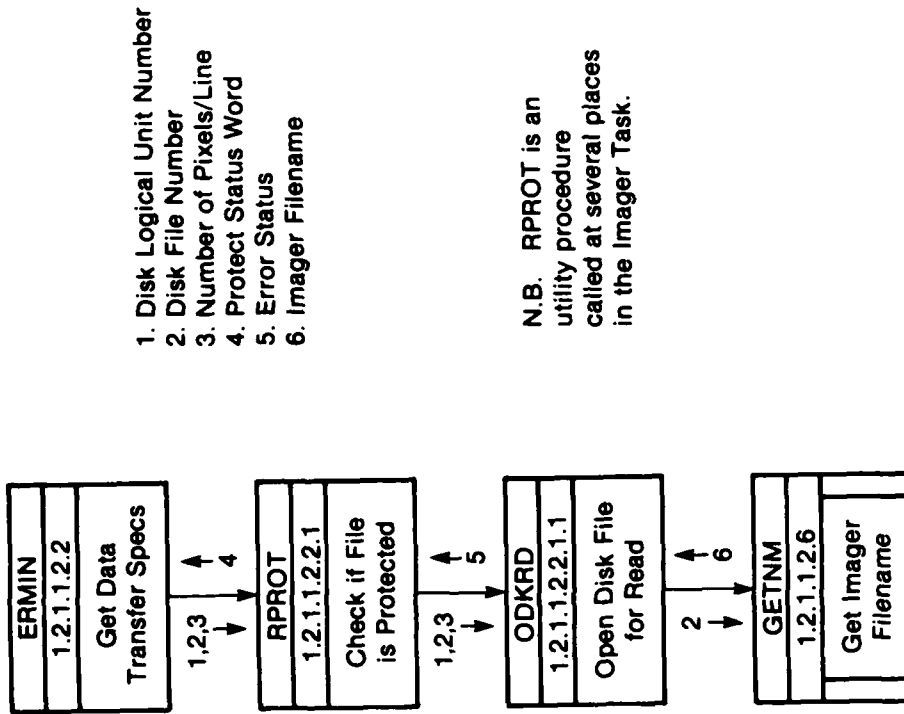 ERMIN
1.2.1.1.2.2
Get Data
Transfer Specs
1,2,3
4
RPROT
1.2.1.1.2.2.1
Check if File
is Protected
1,2,3
5
ODKRD
1.2.1.1.2.2.1.1
Open Disk File
for Read
2
6
GETNM
1.2.1.1.2.6
Get Imager
Filename
1. Disk Logical Unit Number
2. Disk File Number
3. Number of Pixels/Line
4. Protect Status Word
5. Error Status
6. Imager Filename
N.B. RPROT is an
utility procedure
called at several places
in the Imager Task.